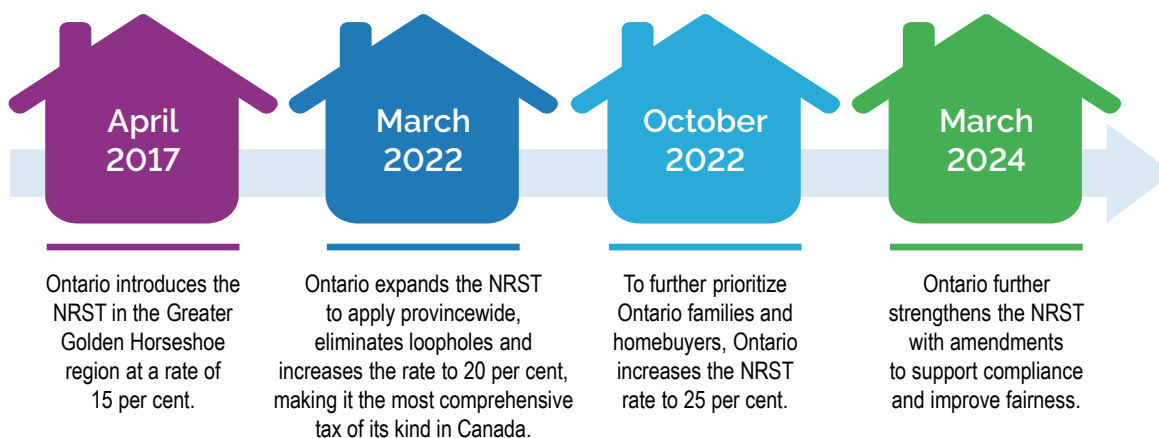 April
2017
March
2022
October
2022
March
2024
Ontario introduces the
NRST in the Greater
Golden Horseshoe
region at a rate of
15 per cent.
Ontario expands the NRST
to apply provincewide,
eliminates loopholes and
increases the rate to 20 per cent,
making it the most comprehensive
tax of its kind in Canada.
To further prioritize
Ontario families and
homebuyers, Ontario
increases the NRST
rate to 25 per cent.
Ontario further
strengthens the NRST
with amendments
to support compliance
and improve fairness.